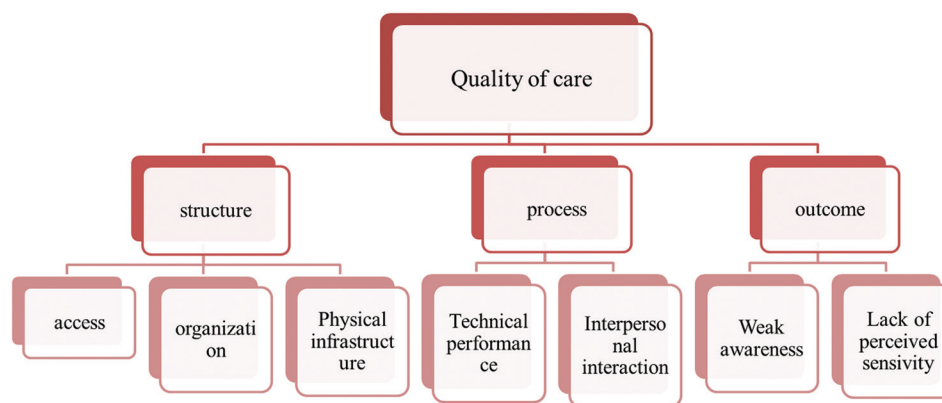 Quality of care
structure
process
outcome
access
organizati
on
Physical
infrastruct
ure
Technical
performan
ce
Interperso
nal
interaction
Weak
awareness
Lack of
perceived
sensivity